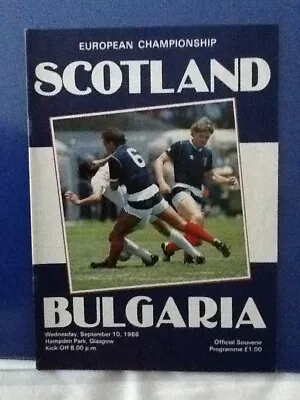 EUROPEAN CHAMPIONSHIP
SCOTLAND
6
BULGARIA
Wednesday, September 10, 1986
Hampden Park, Glasgow
Kick-Off 8.00 p.m.
Official Souvenir
Programme £1.00